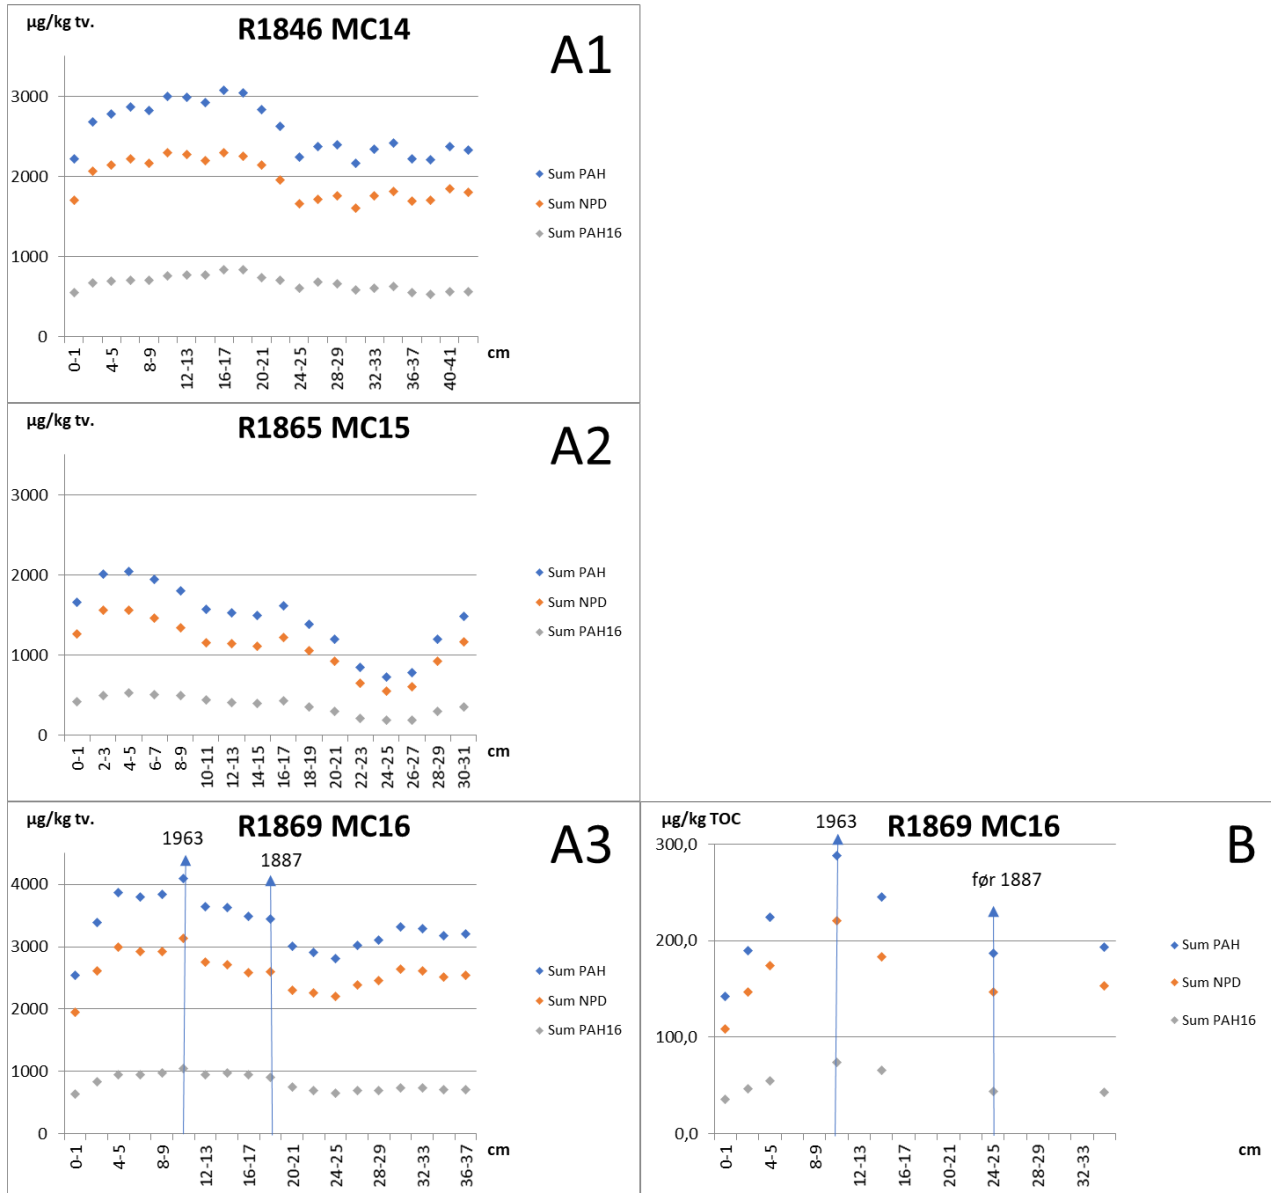 µg/kg tv.
R1846 MC14
A1
3000
2000
1000
0
0-1
4-5
8-9
12-13
16-17
20-21
24-25
28-29
32-33
36-37
40-41
cm
Sum PAH
Sum NPD
Sum PAH16
µg/kg tv.
R1865 MC15
A2
3000
2000
1000
0
0-1
2-3
4-5
6-7
8-9
10-11
12-13
14-15
16-17
18-19
20-21
22-23
24-25
26-27
28-29
30-31
cm
Sum PAH
Sum NPD
Sum PAH16
µg/kg tv.
R1869 MC16
A3
1963
1887
4000
3000
2000
1000
0
0-1
4-5
8-9
12-13
16-17
20-21
24-25
28-29
32-33
36-37
cm
Sum PAH
Sum NPD
Sum PAH16
µg/kg TOC
R1869 MC16
B
1963
før 1887
300,0
200,0
100,0
0,0
0-1
4-5
8-9
12-13
16-17
20-21
24-25
28-29
32-33
cm
Sum PAH
Sum NPD
Sum PAH16